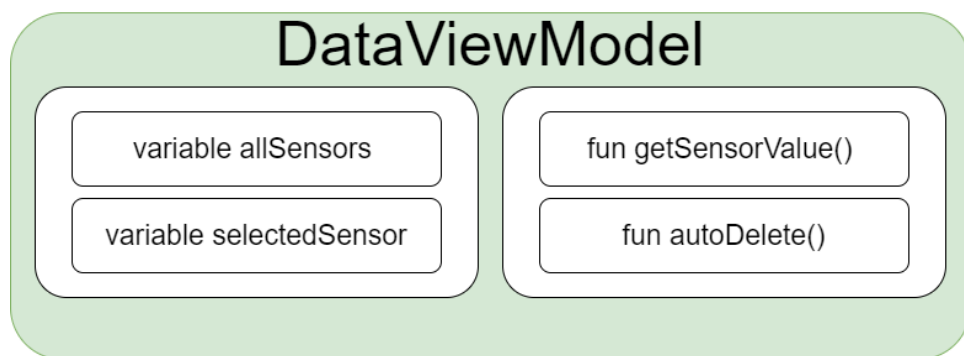 DataViewModel
variable allSensors
variable selectedSensor
fun getSensorValue()
fun autoDelete()